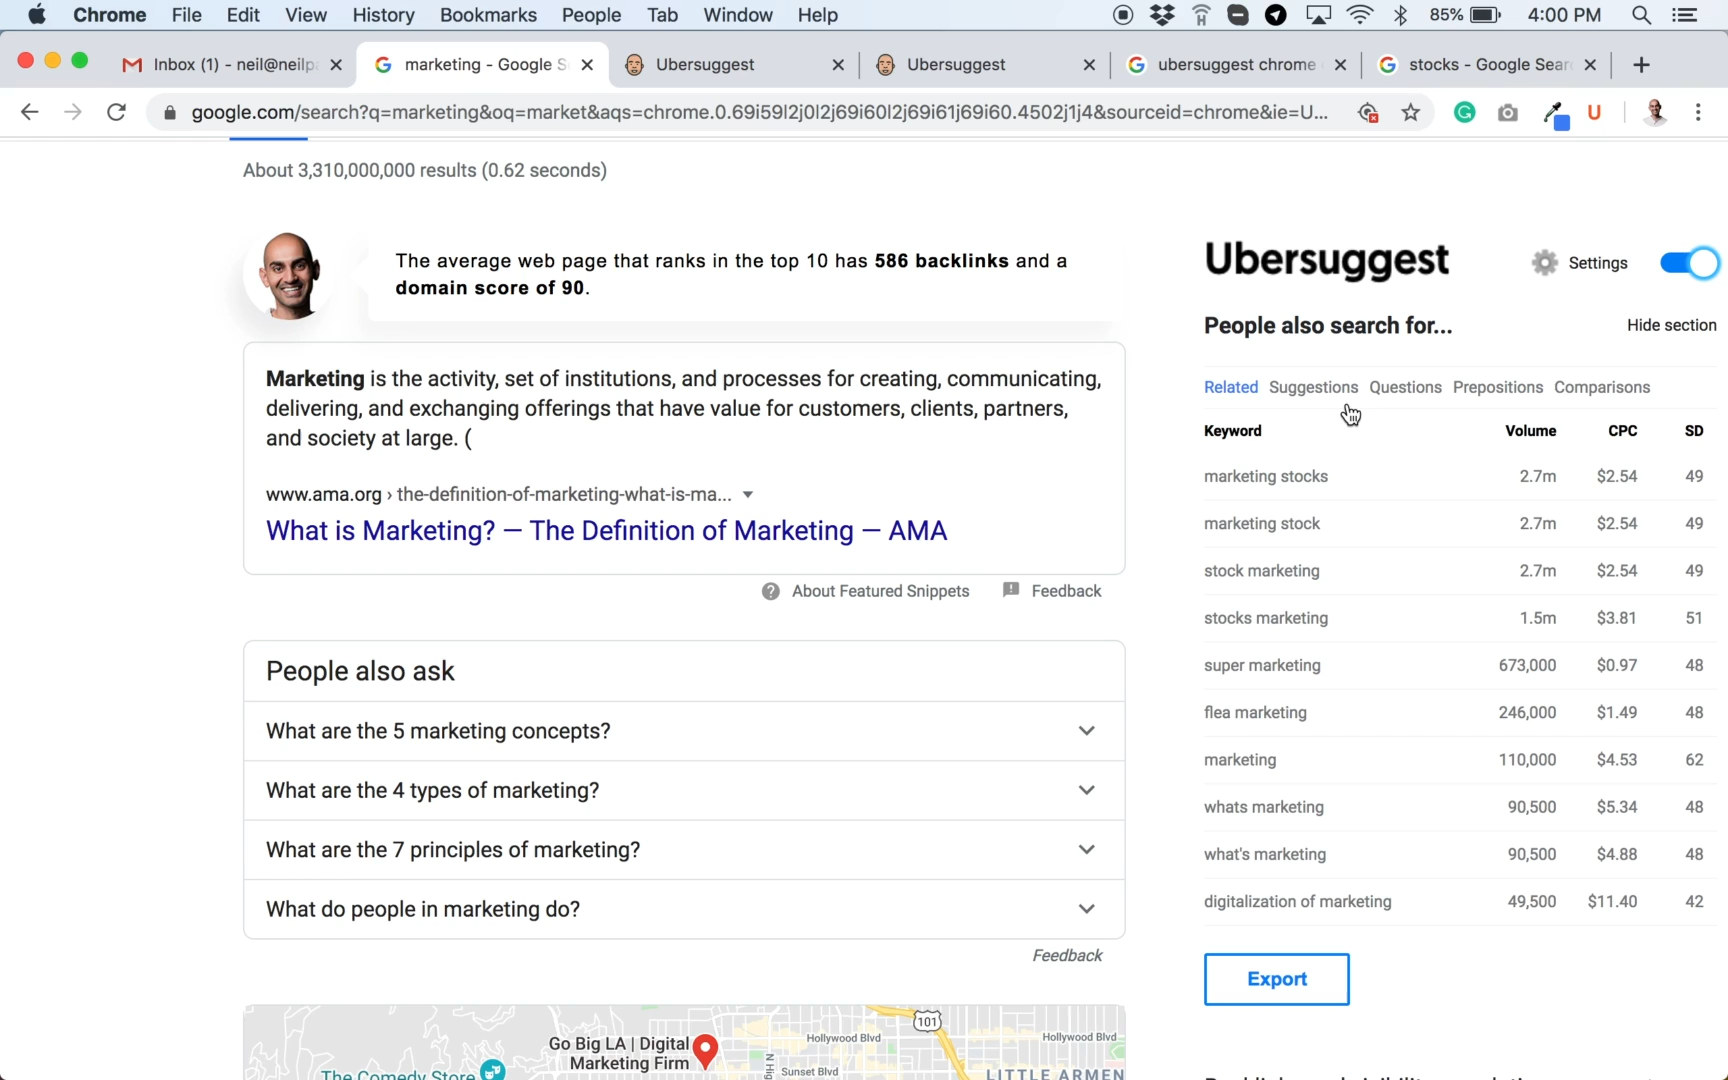 Chrome File Edit View History Bookmarks People Tab Window Help 85% 4:00 PM
Inbox (1) - neil@neilp
marketing - Google S
Ubersuggest
Ubersuggest
ubersuggest chrome
stocks - Google Sear
google.com/search?q=marketing&oq=market&aqs=chrome.0.69i59l2j0l2j69i60l2j69i61j69i60.4502j1j4&sourceid=chrome&ie=U...
About 3,310,000,000 results (0.62 seconds)
The average web page that ranks in the top 10 has 586 backlinks and a
domain score of 90.
Marketing is the activity, set of institutions, and processes for creating, communicating,
delivering, and exchanging offerings that have value for customers, clients, partners,
and society at large. (
www.ama.org › the-definition-of-marketing-what-is-ma...
What is Marketing? — The Definition of Marketing — AMA
About Featured Snippets Feedback
People also ask
What are the 5 marketing concepts?
What are the 4 types of marketing?
What are the 7 principles of marketing?
What do people in marketing do?
Feedback
Go Big LA | Digital
Marketing Firm
The Comedy Store
101
Hollywood Blvd
Hollywood Blvd
Sunset Blvd
N Hig
LITTLE ARMEN
Ubersuggest
Settings
People also search for...
Hide section
Related Suggestions Questions Prepositions Comparisons
Keyword Volume CPC SD
marketing stocks 2.7m $2.54 49
marketing stock 2.7m $2.54 49
stock marketing 2.7m $2.54 49
stocks marketing 1.5m $3.81 51
super marketing 673,000 $0.97 48
flea marketing 246,000 $1.49 48
marketing 110,000 $4.53 62
whats marketing 90,500 $5.34 48
what's marketing 90,500 $4.88 48
digitalization of marketing 49,500 $11.40 42
Export